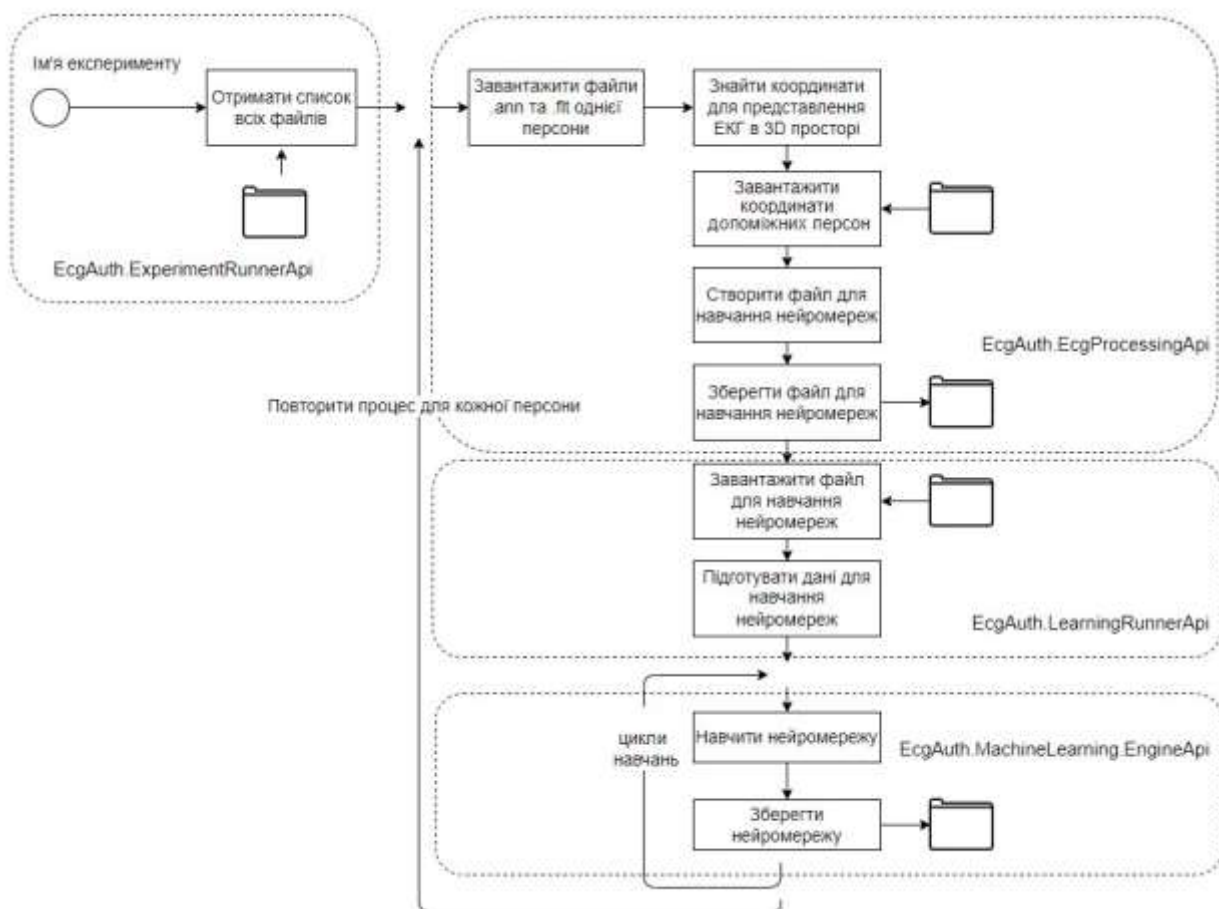 Ім'я експерименту
Отримати список
всіх файлів
EcgAuth.ExperimentRunnerApi
Завантажити файли
.ann та .flt однієї
персони
Знайти координати
для представлення
ЕКГ в 3D просторі
Завантажити
координати
допоміжних персон
Створити файл для
навчання нейромереж
EcgAuth.EcgProcessingApi
Зберегти файл для
навчання нейромереж
Повторити процес для кожної персони
Завантажити файл
для навчання
нейромереж
Підготувати дані для
навчання
нейромереж
EcgAuth.LearningRunnerApi
цикли
навчань
Навчити нейромережу
EcgAuth.MachineLearning.EngineApi
Зберегти
нейромережу